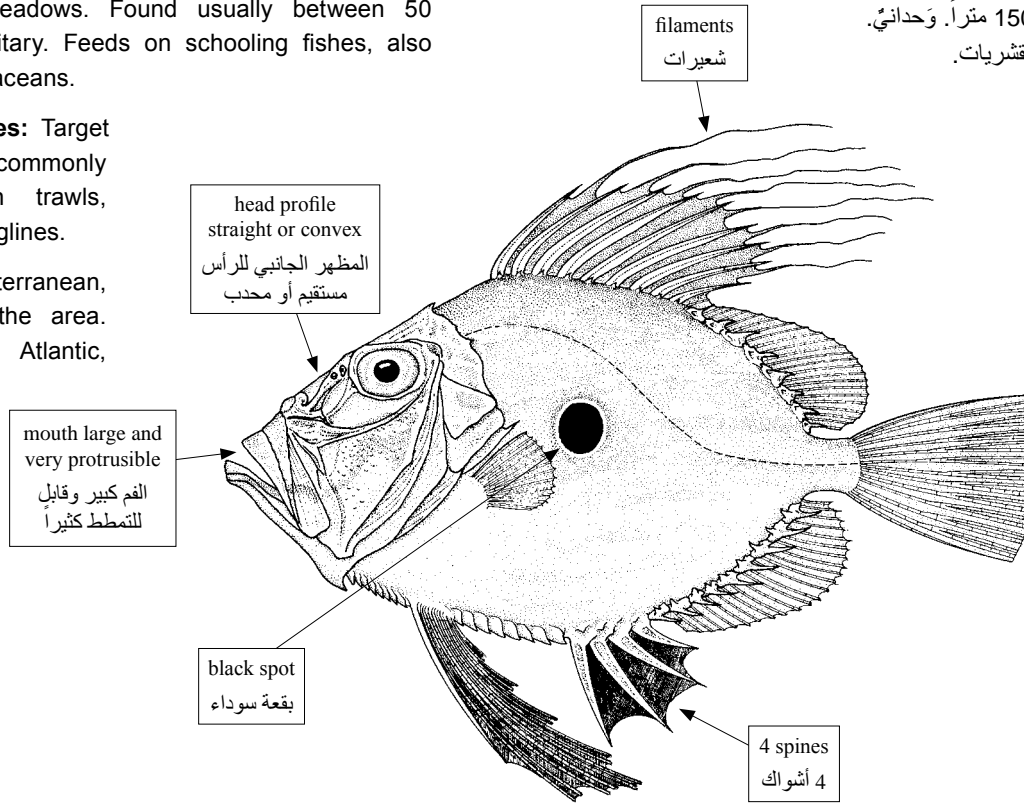 eadows. Found usually between 50
itary. Feeds on schooling fishes, also
aceans.
es: Target
commonly
trawls,
glines.
terranean,
the area.
Atlantic,
150 متراً. وَحدانيٌّ.
قشريات.
filaments
شعيرات
head profile
straight or convex
المظهر الجانبي للرأس
مستقيم أو محدب
mouth large and
very protrusible
الفم كبير وقابل
للتمطط كثيراً
black spot
بقعة سوداء
4 spines
4 أشواك